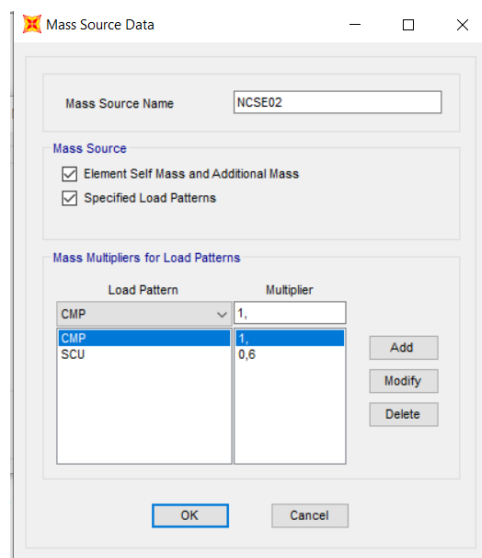 Mass Source Data
Mass Source Name NCSE02
Mass Source
Element Self Mass and Additional Mass
Specified Load Patterns
Mass Multipliers for Load Patterns
Load Pattern Multiplier
CMP 1,
CMP 1,
SCU 0,6
Add
Modify
Delete
OK Cancel